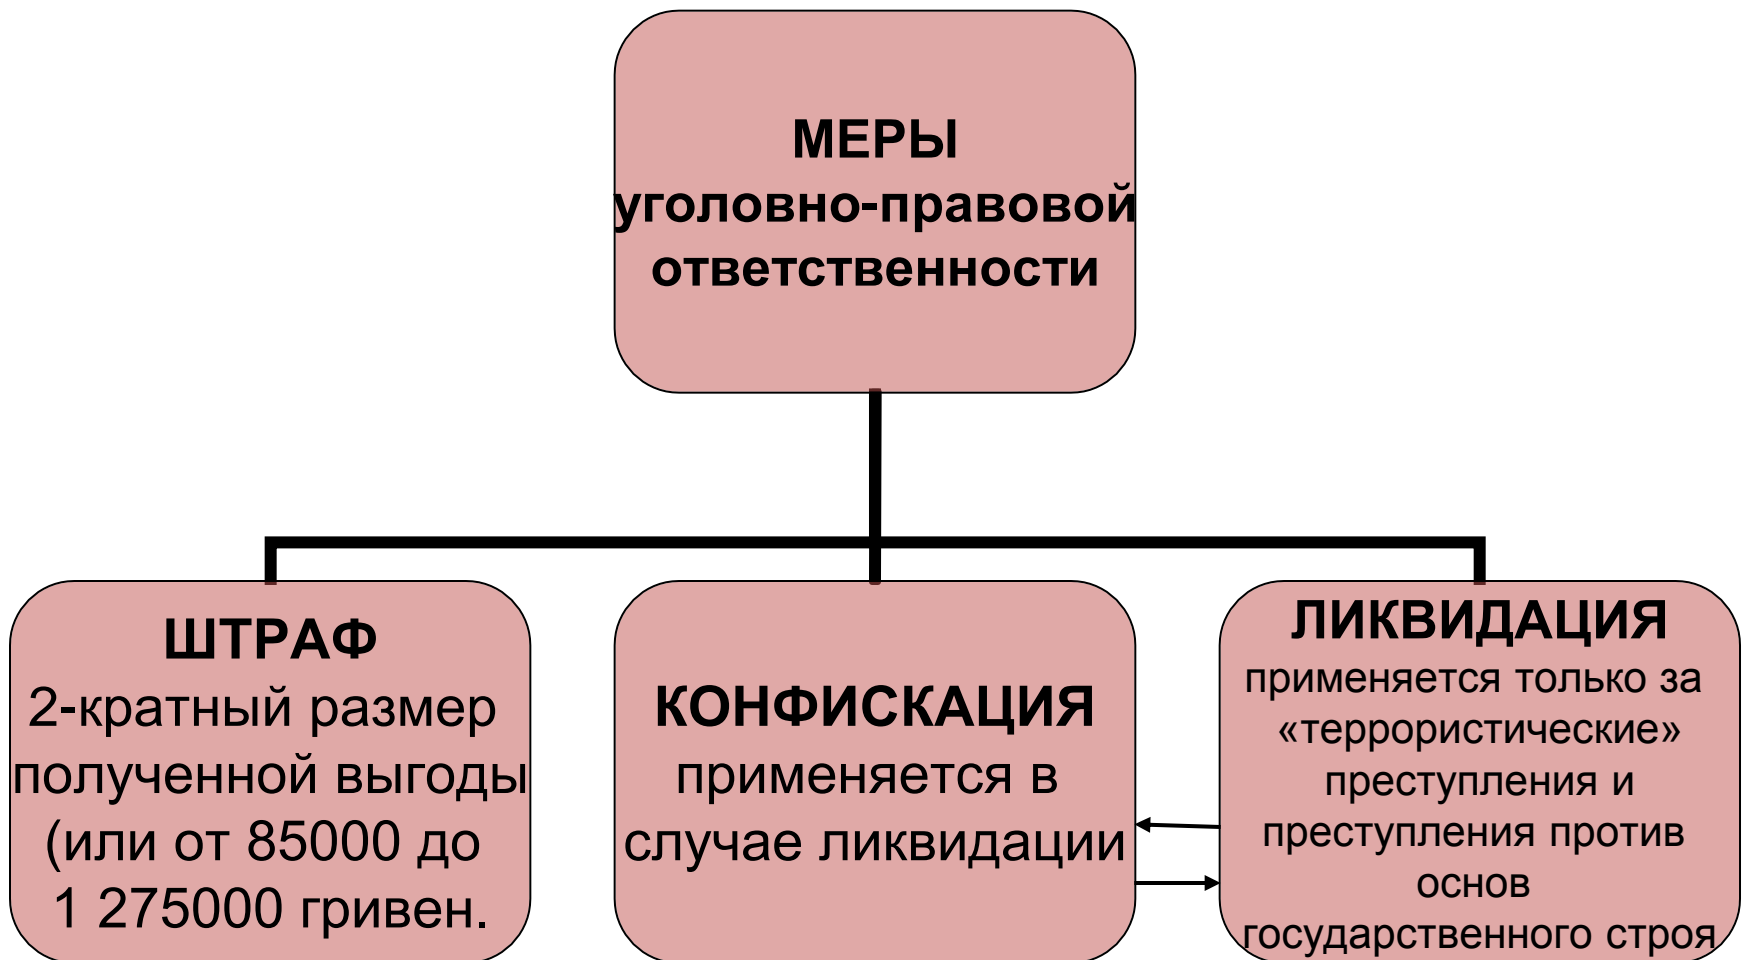 МЕРЫ
уголовно-правовой
ответственности
ШТРАФ
2-кратный размер
полученной выгоды
(или от 85000 до
1 275000 гривен.
КОНФИСКАЦИЯ
применяется в
случае ликвидации
ЛИКВИДАЦИЯ
применяется только за
«террористические»
преступления и
преступления против
основ
государственного строя